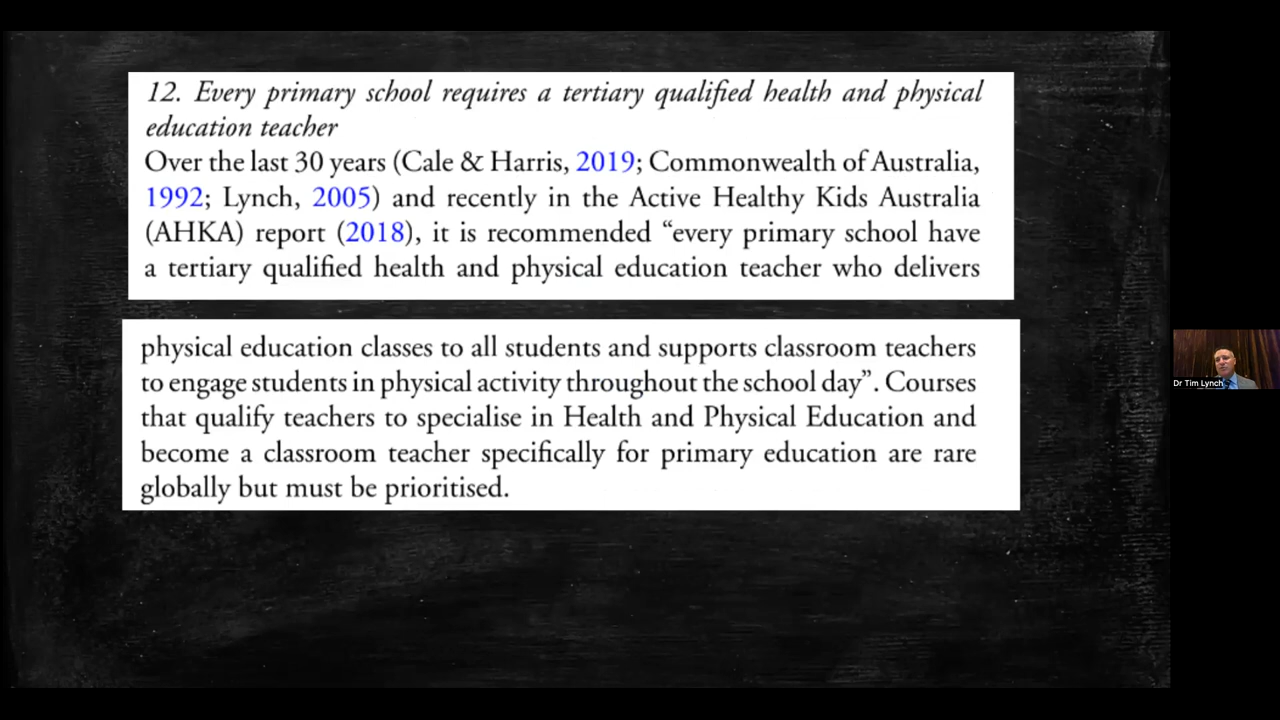 12. Every primary school requires a tertiary qualified health and physical
education teacher
Over the last 30 years (Cale & Harris, 2019; Commonwealth of Australia,
1992; Lynch, 2005) and recently in the Active Healthy Kids Australia
(AHKA) report (2018), it is recommended “every primary school have
a tertiary qualified health and physical education teacher who delivers
physical education classes to all students and supports classroom teachers
to engage students in physical activity throughout the school day”. Courses
that qualify teachers to specialise in Health and Physical Education and
become a classroom teacher specifically for primary education are rare
globally but must be prioritised.
Dr Tim Lynch